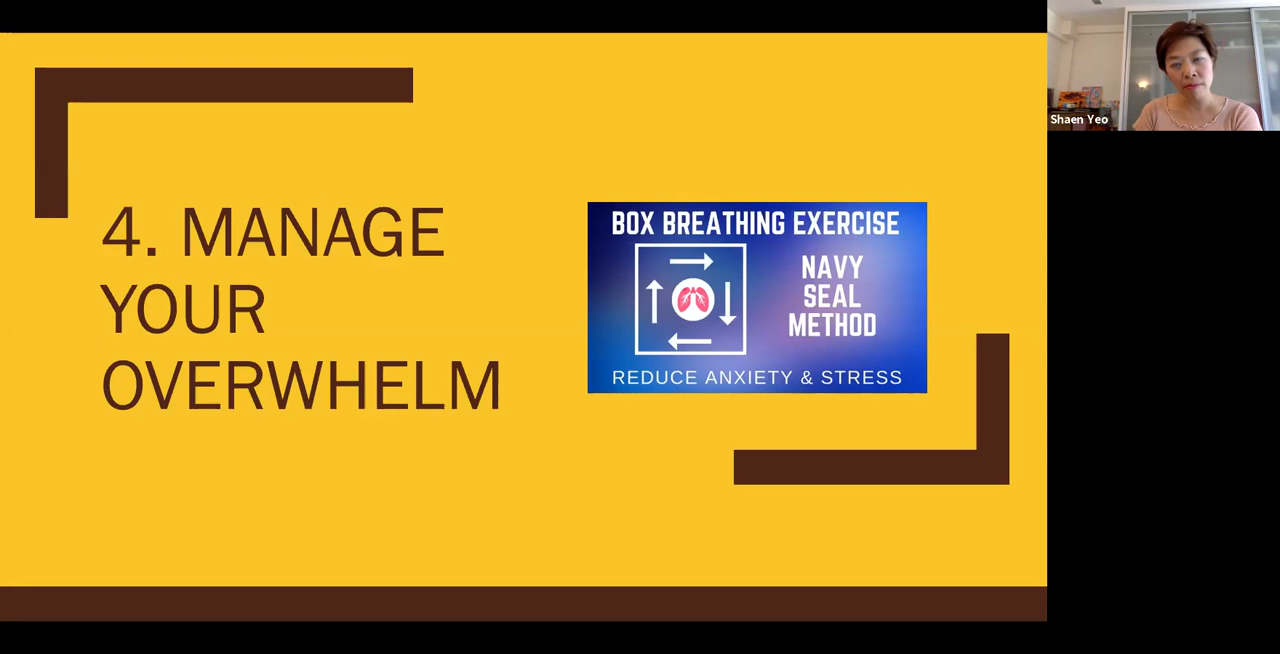 4. MANAGE
YOUR
OVERWHELM
BOX BREATHING EXERCISE
NAVY
SEAL
METHOD
REDUCE ANXIETY & STRESS
Shaen Yeo